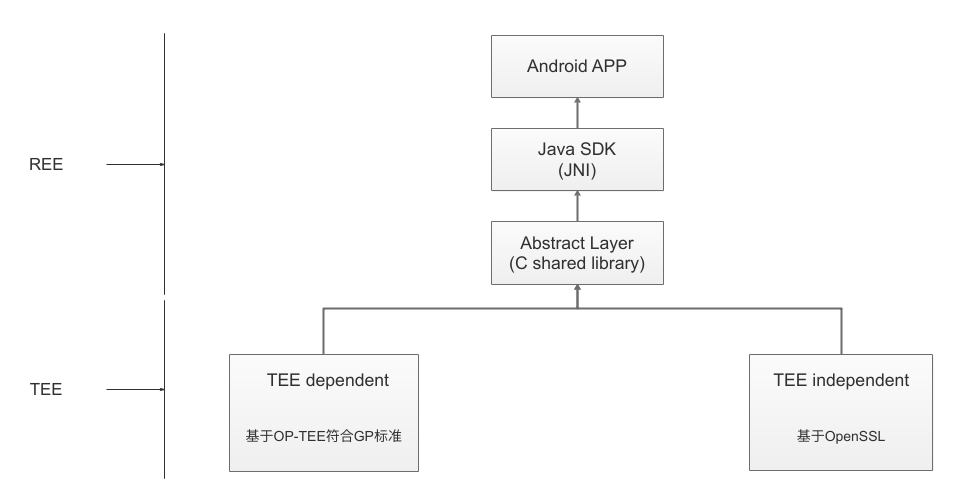 Android APP
REE
Java SDK
(JNI)
Abstract Layer
(C shared library)
TEE
TEE dependent
基于OP-TEE符合GP标准
TEE independent
基于OpenSSL